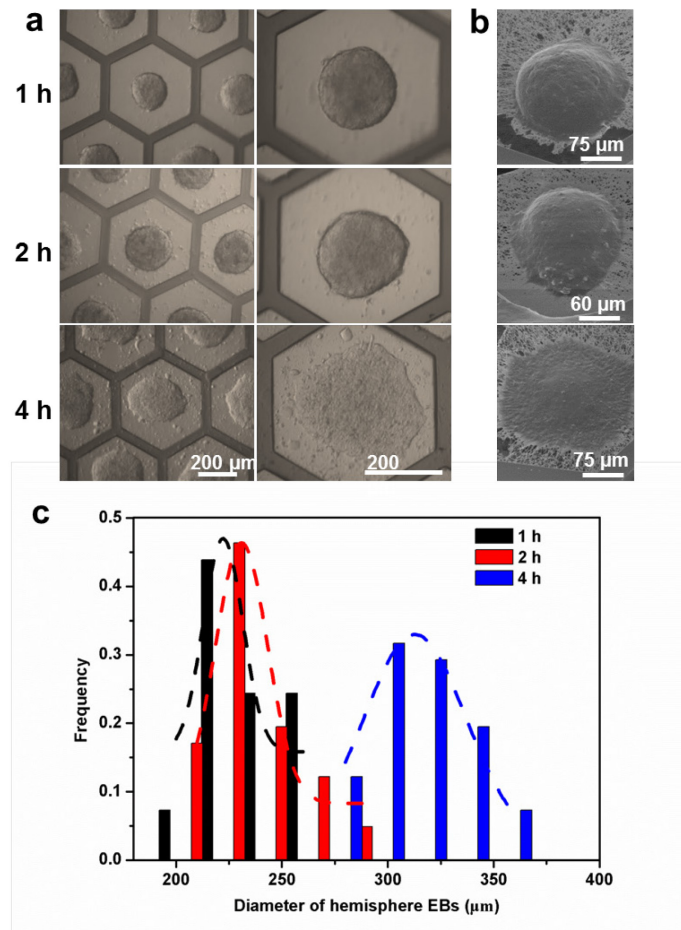 a
b
1 h
75 μm
2 h
60 μm
4 h
200 μm
200
75 μm
c
0.5
0.4
0.3
0.2
0.1
0.0
Frequency
1 h
2 h
4 h
200
250
300
350
400
Diameter of hemisphere EBs (μm)